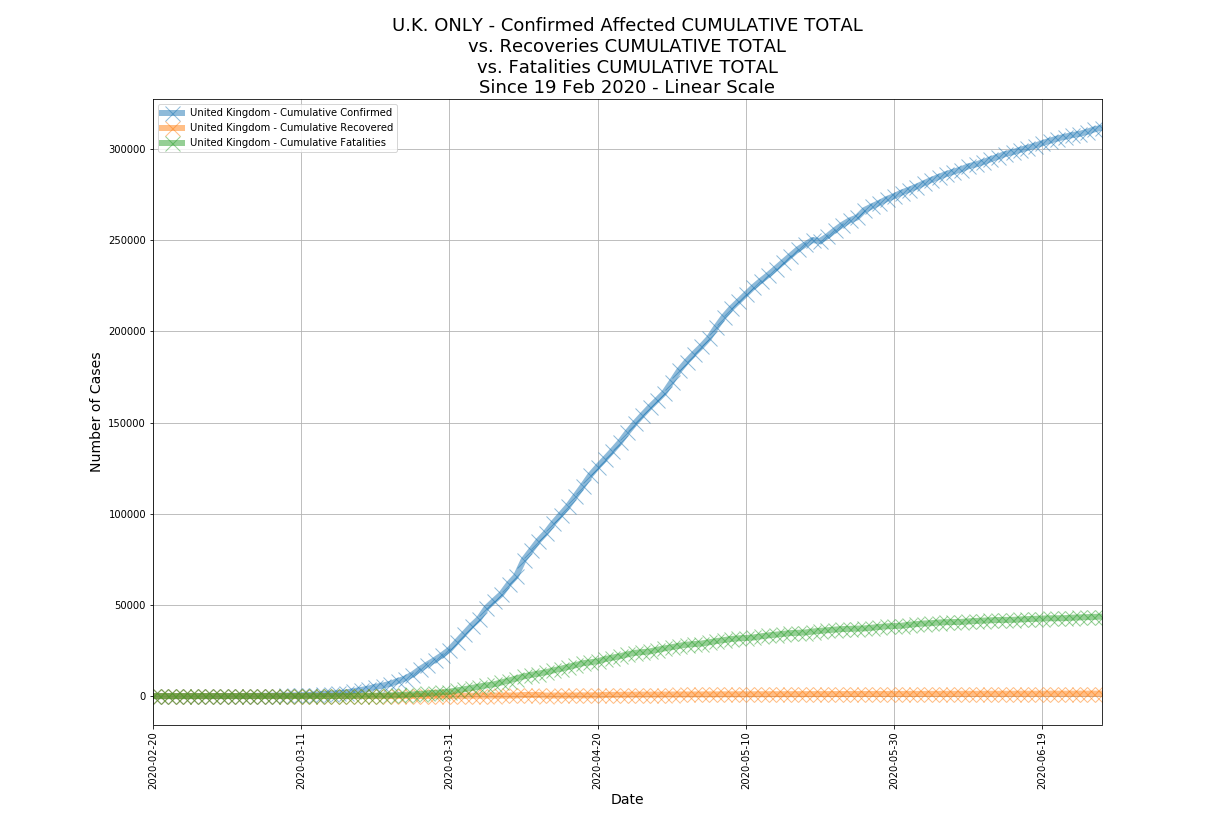 U.K. ONLY - Confirmed Affected CUMULATIVE TOTAL
vs. Recoveries CUMULATIVE TOTAL
vs. Fatalities CUMULATIVE TOTAL
Since 19 Feb 2020 - Linear Scale
United Kingdom - Cumulative Confirmed
United Kingdom - Cumulative Recovered
United Kingdom - Cumulative Fatalities
Number of Cases
300000
250000
200000
150000
100000
50000
0
2020-02-20
2020-03-11
2020-03-31
2020-04-20
2020-05-10
2020-05-30
2020-06-19
Date